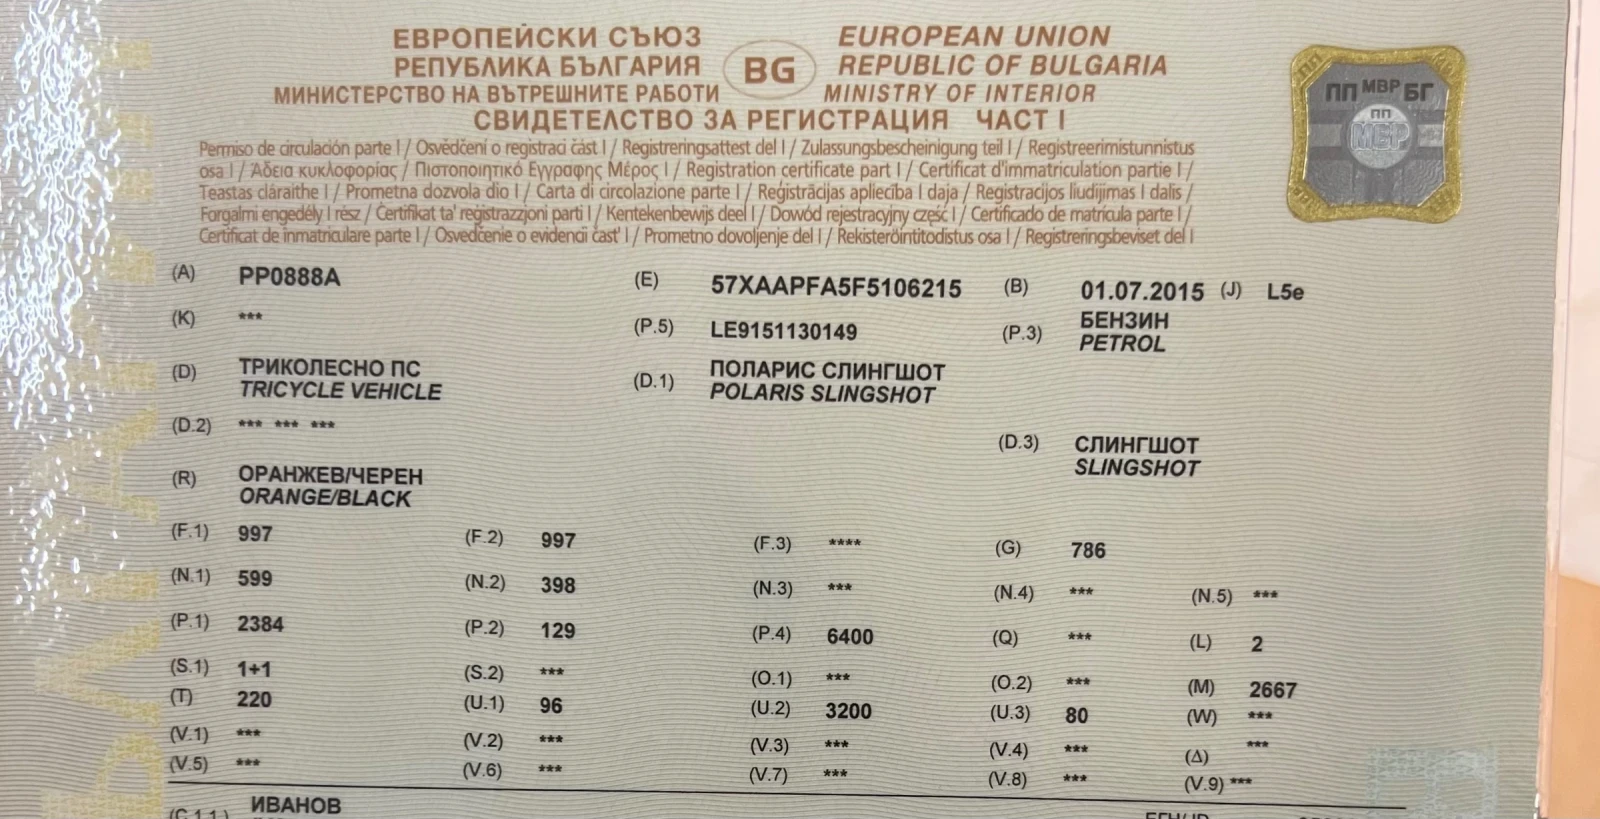 ЕВРОПЕЙСКИ СЪЮЗ
РЕПУБЛИКА БЪЛГАРИЯ
МИНИСТЕРСТВО НА ВЪТРЕШНИТЕ РАБОТИ
BG
EUROPEAN UNION
REPUBLIC OF BULGARIA
MINISTRY OF INTERIOR
СВИДЕТЕЛСТВО ЗА РЕГИСТРАЦИЯ ЧАСТ I
ПП МВР БГ
ПП
МВР
Permiso de circulación parte I / Osvědčení o registraci část I / Registreringsattest del I / Zulassungsbescheinigung teil I / Registreerimistunnistus
osa I / Άδεια κυκλοφορίας / Πιστοποιητικό Εγγραφης Μέρος I / Registration certificate part I / Certificat d'immatriculation partie I /
Teastas cláraithe I / Prometna dozvola dio I / Carta di circolazione parte I / Reģistrācijas apliecība I daja / Registracijos liudijimas I dalis /
Forgalmi engedély I rész / Ċertifikat ta' reġistrazzjoni parti I / Kentekenbewijs deel I / Dowód rejestracyjny część I / Certificado de matrícula parte I /
Certificat de inmatriculare parte I / Osvedčenie o evidencii časť I / Prometno dovoljenje del I / Rekisteröintitodistus osa I / Registreringsbeviset del I
(A) PP0888A (E) 57XAAPFA5F5106215 (B) 01.07.2015 (J) L5e
(K) *** (P.5) LE9151130149 (P.3) БЕНЗИН
PETROL
(D) ТРИКОЛЕСНО ПС (D.1) ПОЛАРИС СЛИНГШОТ
TRICYCLE VEHICLE POLARIS SLINGSHOT
(D.2) *** *** *** (D.3) СЛИНГШОТ
SLINGSHOT
(R) ОРАНЖЕВ/ЧЕРЕН
ORANGE/BLACK
(F.1) 997 (F.2) 997 (F.3) **** (G) 786
(N.1) 599 (N.2) 398 (N.3) *** (N.4) *** (N.5) ***
(P.1) 2384 (P.2) 129 (P.4) 6400 (Q) *** (L) 2
(S.1) 1+1 (S.2) *** (O.1) *** (O.2) *** (M) 2667
(T) 220 (U.1) 96 (U.2) 3200 (U.3) 80 (W) ***
(V.1) *** (V.2) *** (V.3) *** (V.4) *** (Δ) ***
(V.5) *** (V.6) *** (V.7) *** (V.8) *** (V.9) ***
(C.1.1.) ИВАНОВ